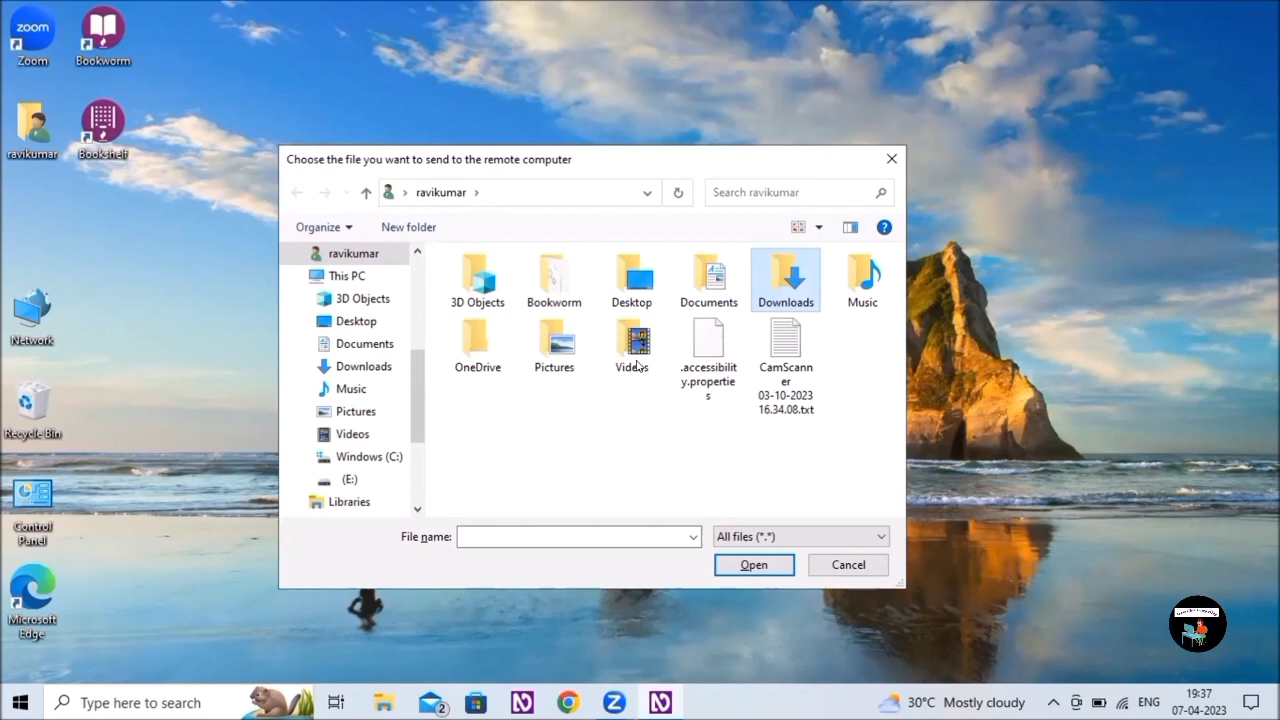 zoom
Zoom
Bookworm
ravikumar
Bookshelf
Network
Recycle Bin
Control
Panel
Microsoft
Edge
Choose the file you want to send to the remote computer
ravikumar
Search ravikumar
Organize
New folder
ravikumar
This PC
3D Objects
Desktop
Documents
Downloads
Music
Pictures
Videos
Windows (C:)
(E:)
Libraries
3D Objects
Bookworm
Desktop
Documents
Downloads
Music
OneDrive
Pictures
Videos
.accessibilit
y.propertie
s
CamScann
er
03-10-2023
16.34.08.txt
File name:
All files (*.*)
Open
Cancel
Type here to search
2
30°C Mostly cloudy
ENG
19:37
07-04-2023